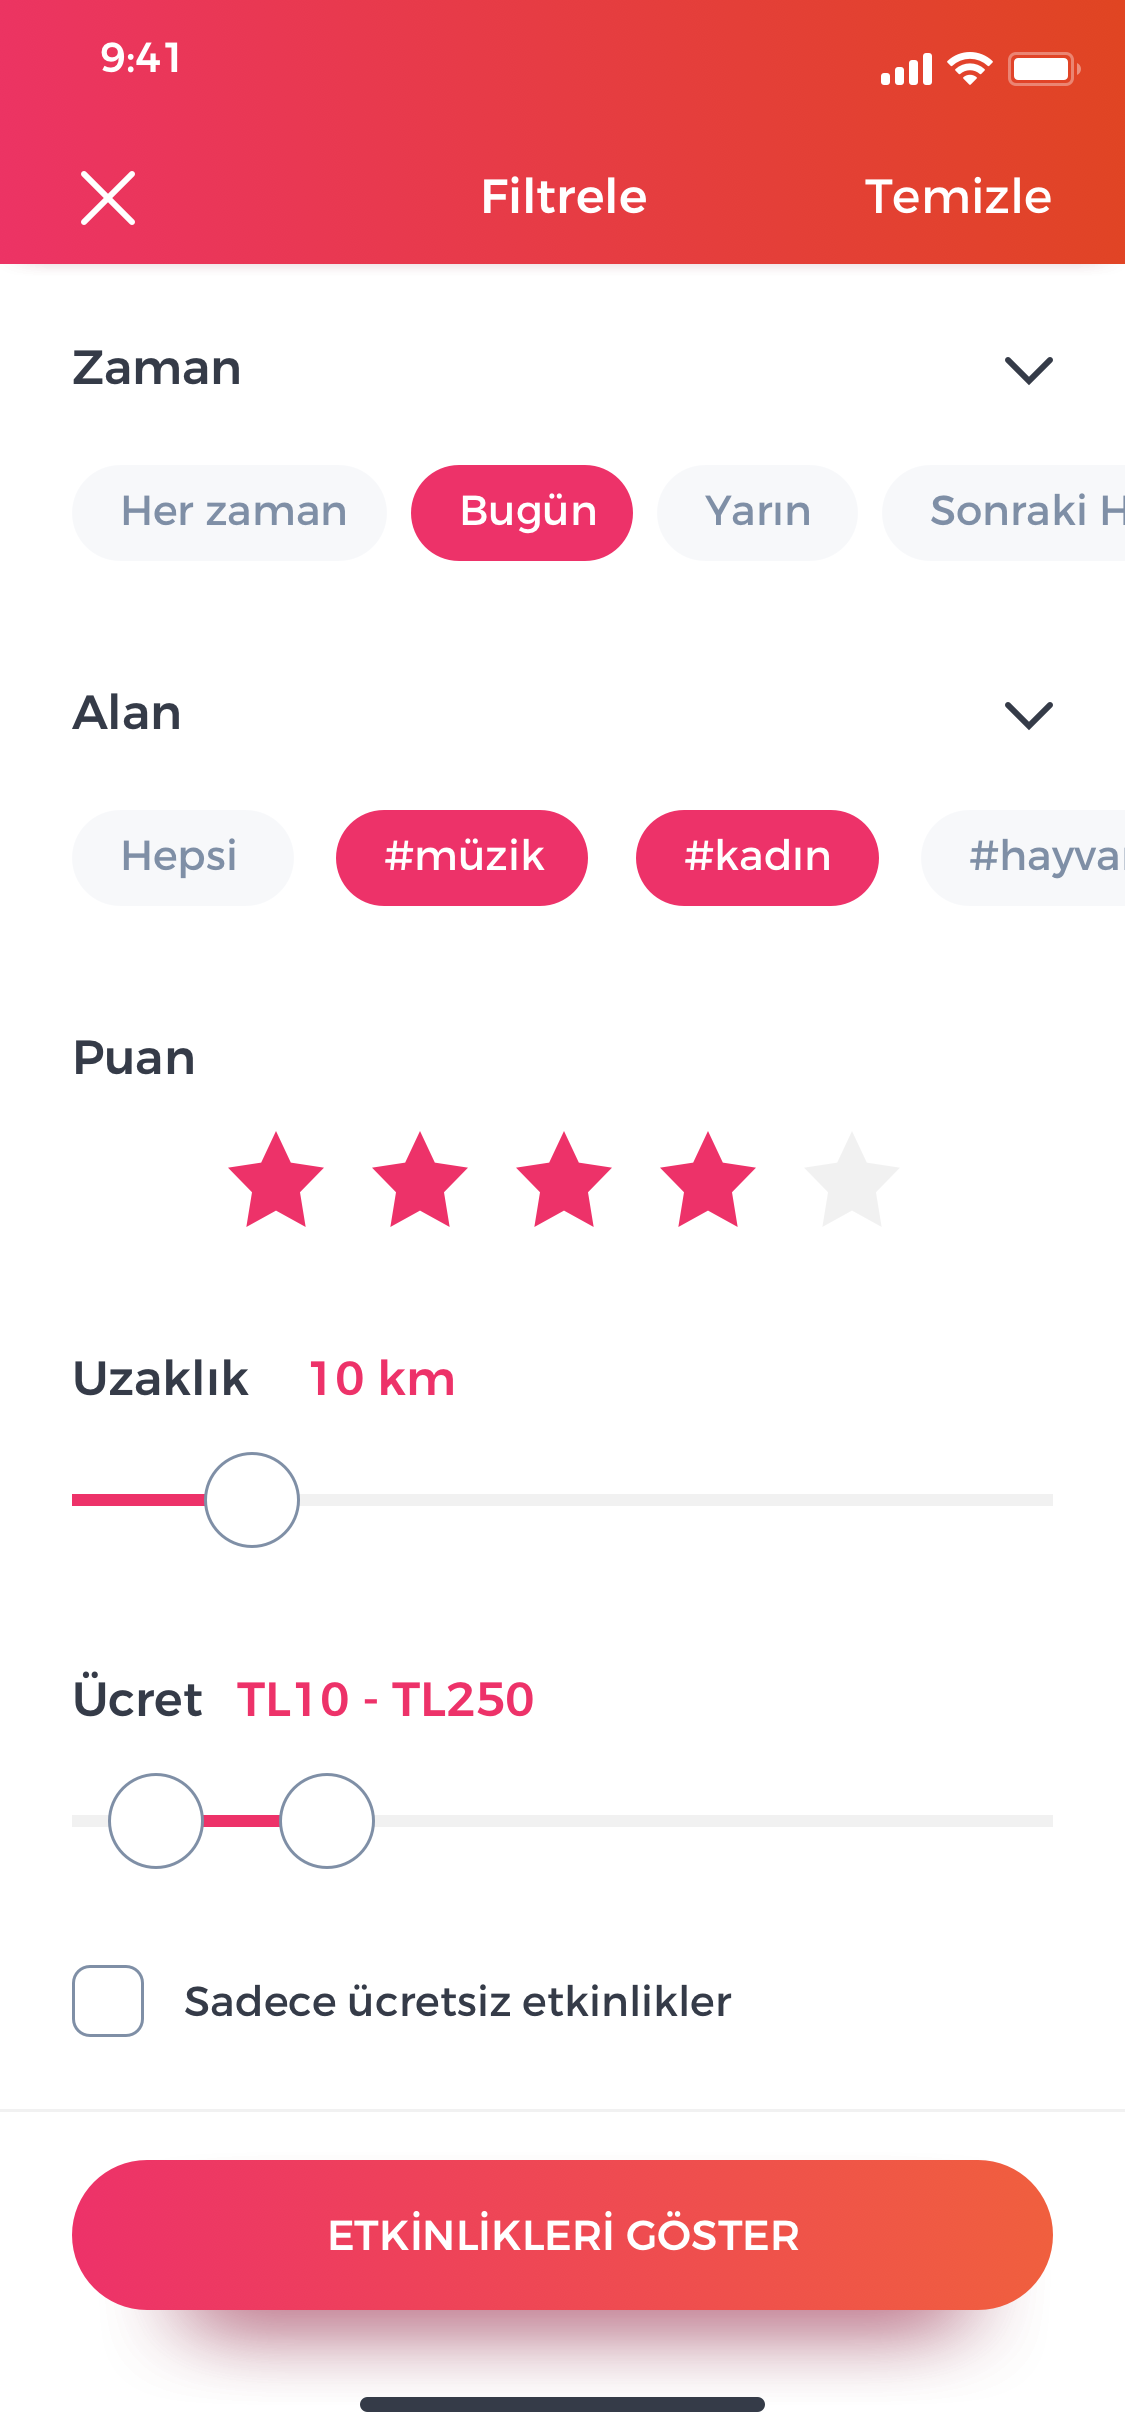 9:41
Filtrele
Temizle
Zaman
Her zaman
Bugün
Yarın
Sonraki
Alan
Hepsi
#müzik
#kadın
Puan
Uzaklık 10 km
Ücret TL10 - TL250
Sadece ücretsiz etkinlikler
ETKİNLİKLERİ GÖSTER